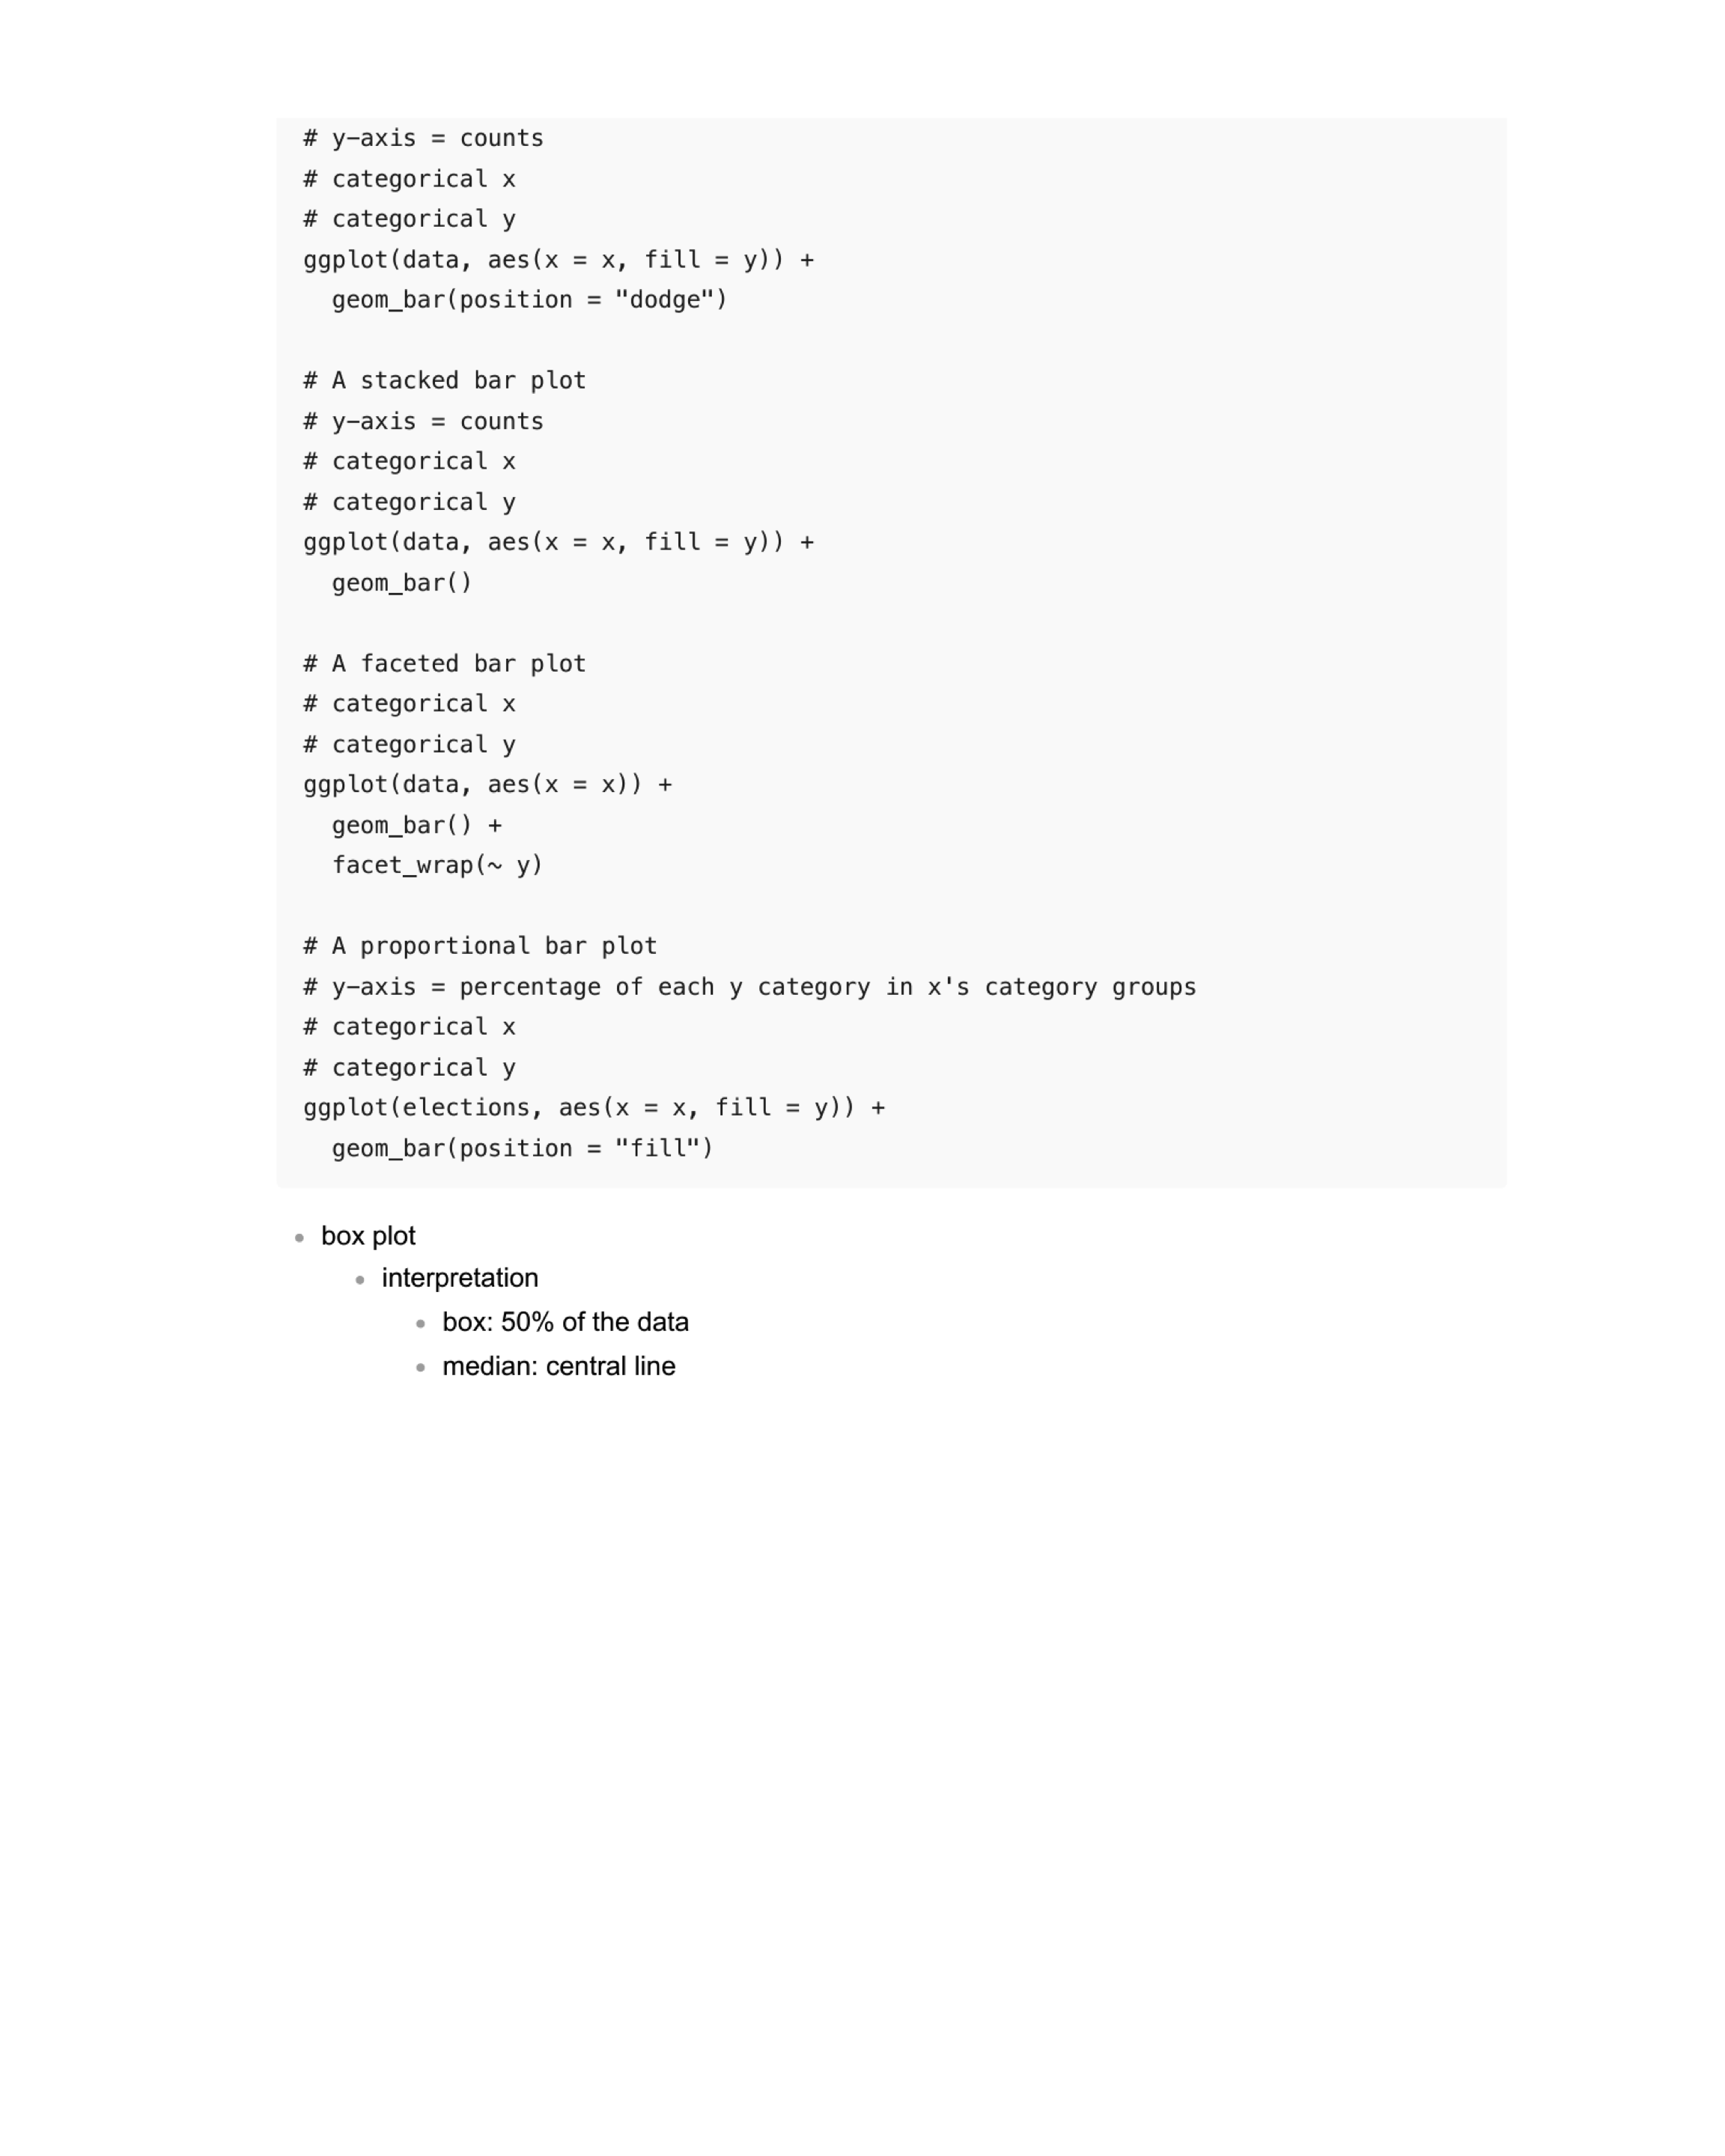 # y-axis = counts
# categorical x
# categorical y
ggplot(data, aes(x = x, fill = y)) +
  geom_bar(position = "dodge")

# A stacked bar plot
# y-axis = counts
# categorical x
# categorical y
ggplot(data, aes(x = x, fill = y)) +
  geom_bar()

# A faceted bar plot
# categorical x
# categorical y
ggplot(data, aes(x = x)) +
  geom_bar() +
  facet_wrap(~ y)

# A proportional bar plot
# y-axis = percentage of each y category in x's category groups
# categorical x
# categorical y
ggplot(elections, aes(x = x, fill = y)) +
  geom_bar(position = "fill")

• box plot
• interpretation
• box: 50% of the data
• median: central line